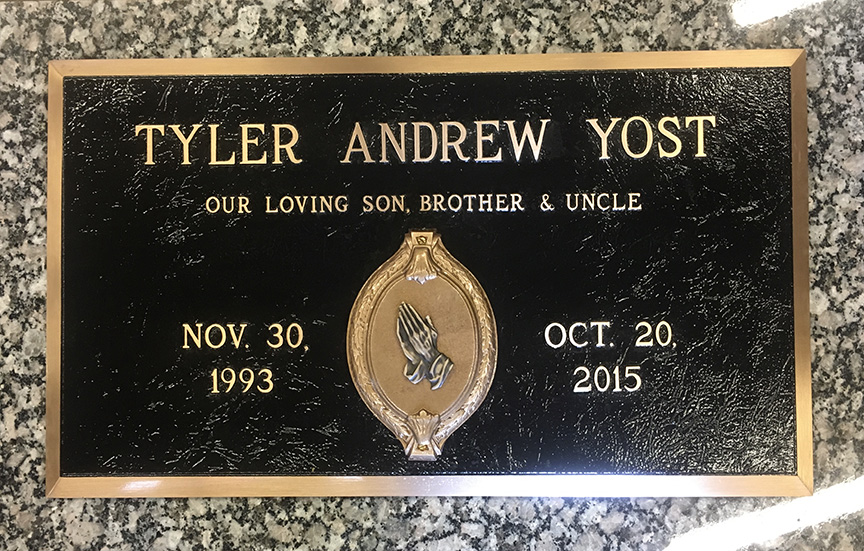 TYLER ANDREW YOST
OUR LOVING SON, BROTHER & UNCLE
NOV. 30,
1993
OCT. 20,
2015